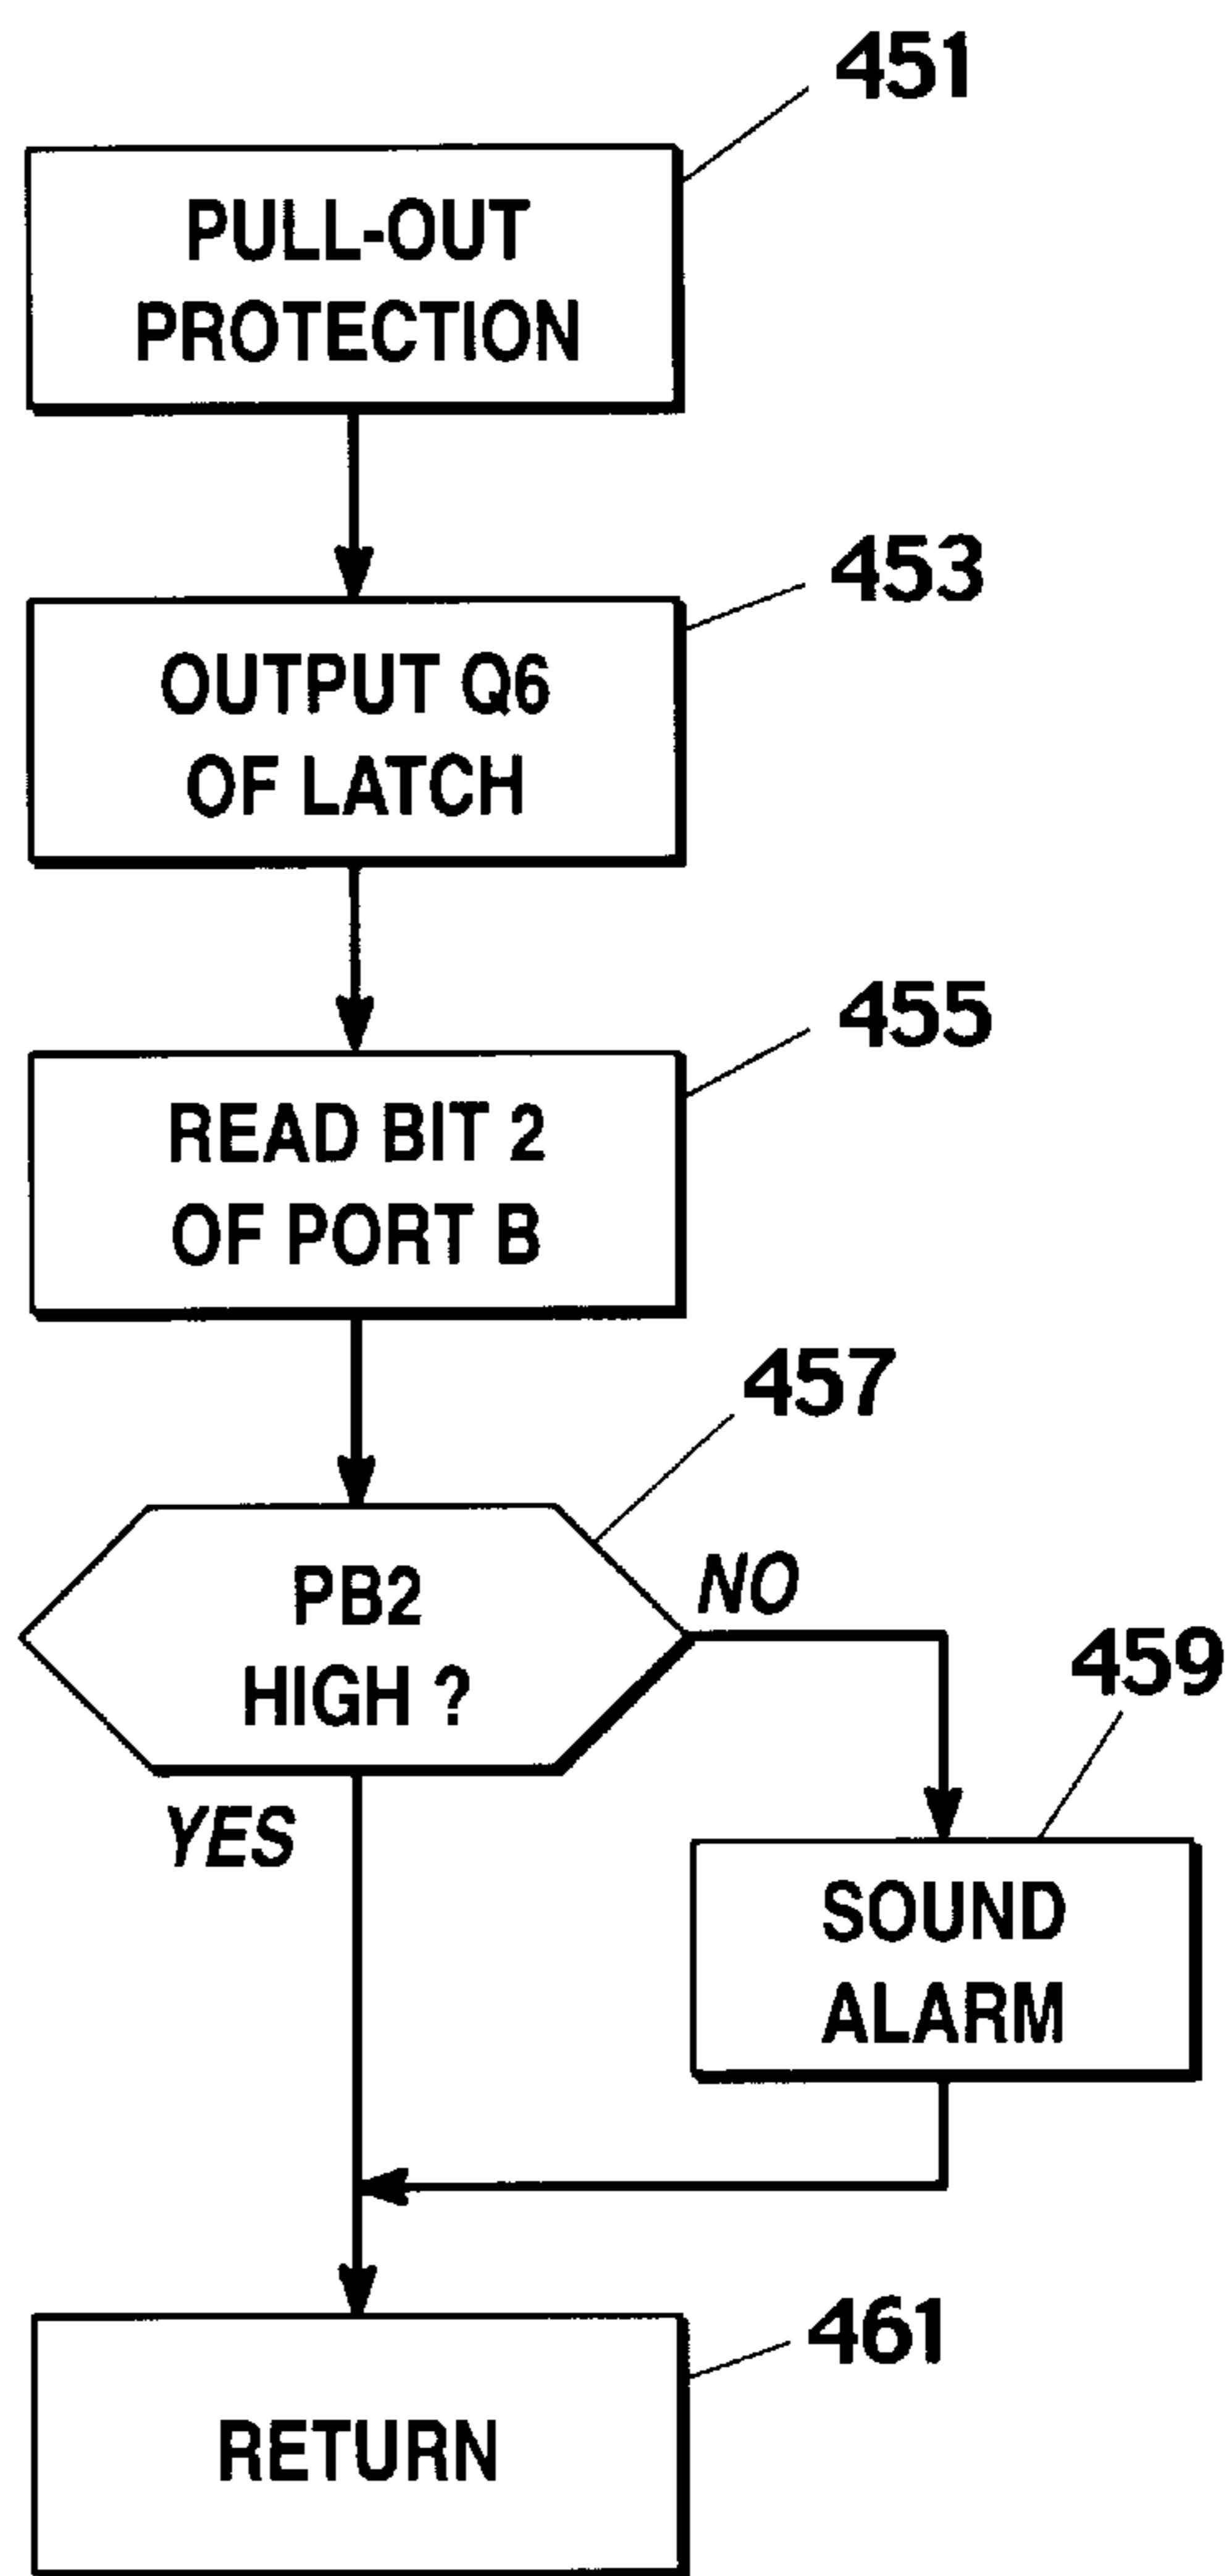 451
PULL-OUT
PROTECTION
453
OUTPUT Q6
OF LATCH
455
READ BIT 2
OF PORT B
457
PB2
HIGH ?
NO
YES
459
SOUND
ALARM
461
RETURN